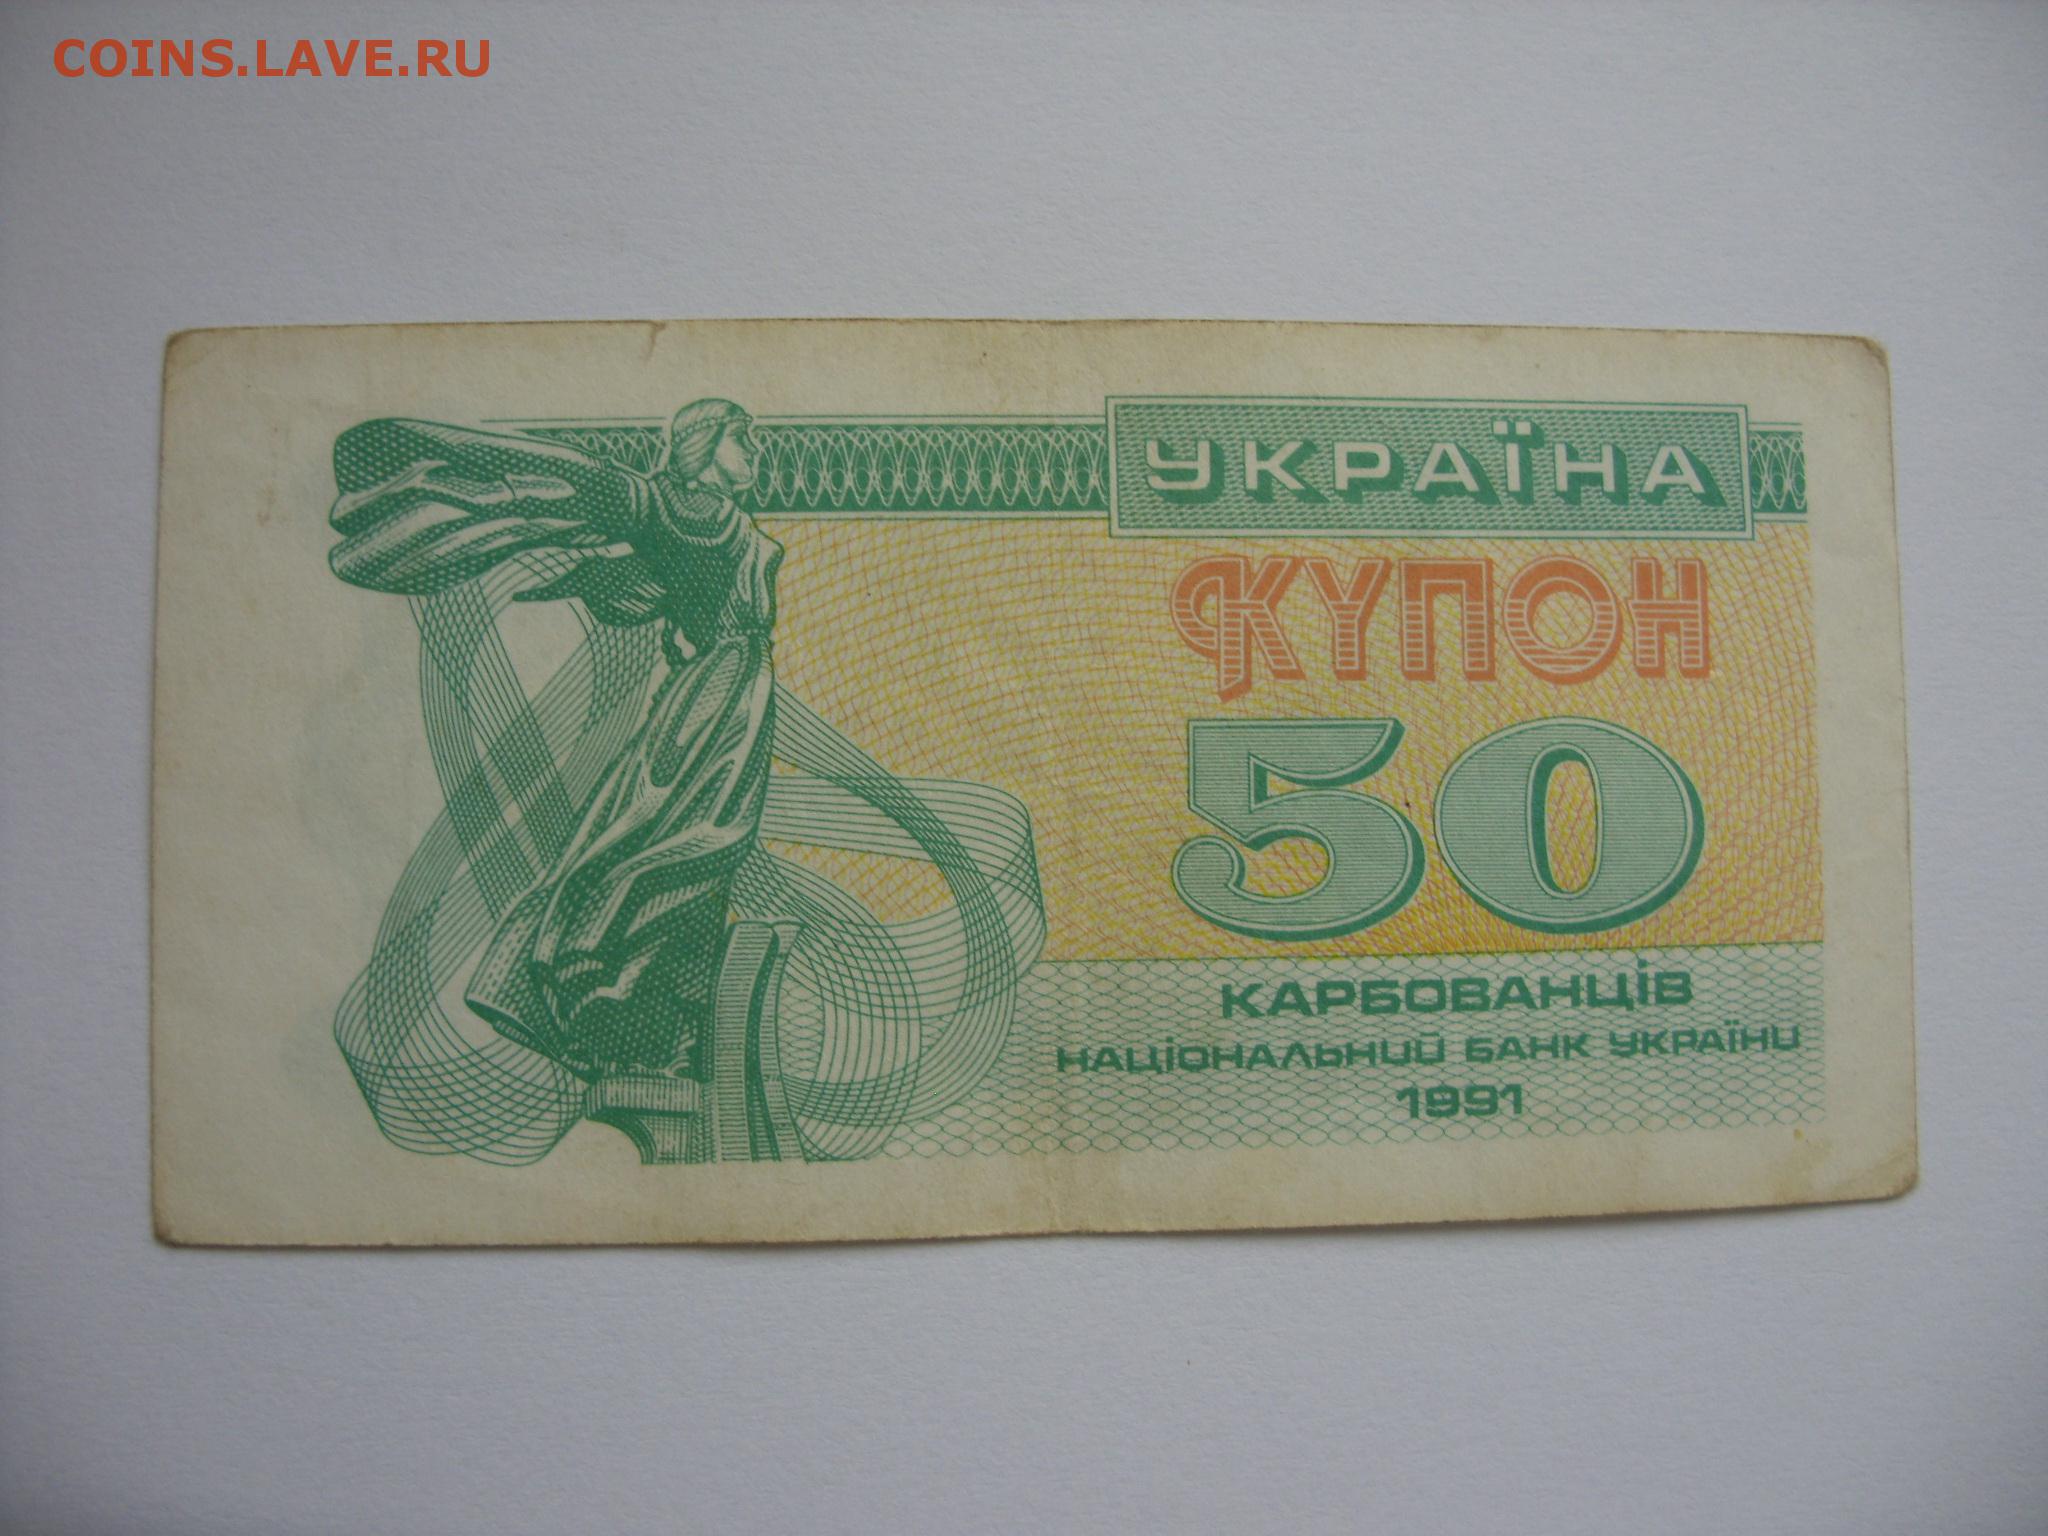 COINS.LAVE.RU
УКРАЇНА
КУПОН
50
КАРБОВАНЦІВ
НАЦІОНАЛЬНИЙ БАНК УКРАЇНИ
1991